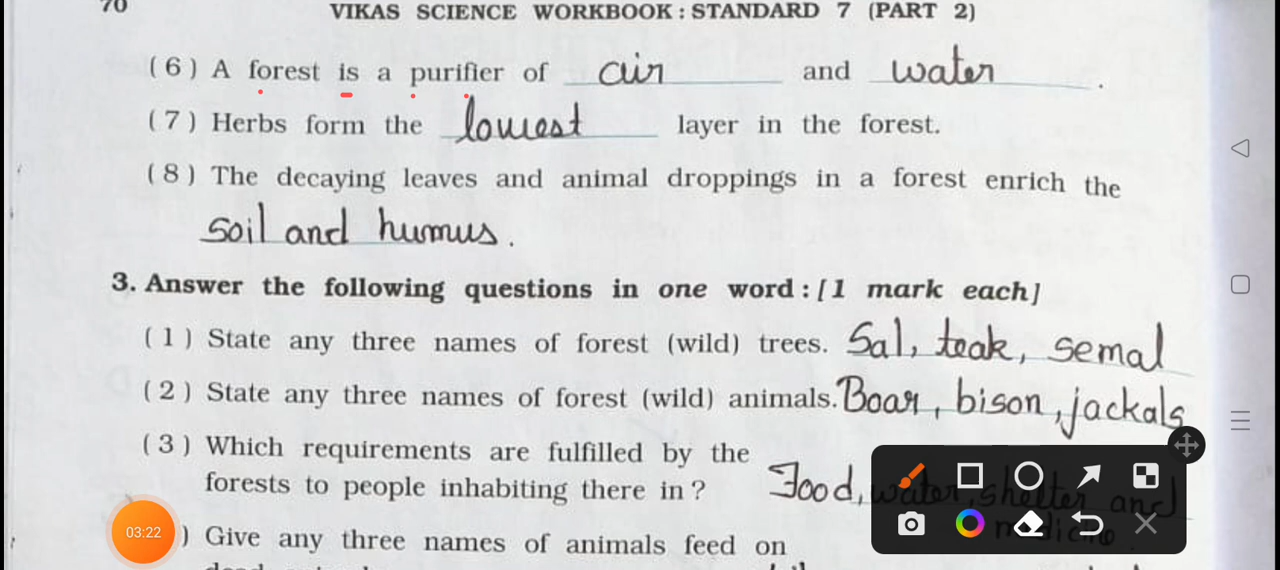 70 VIKAS SCIENCE WORKBOOK : STANDARD 7 (PART 2)
(6) A forest is a purifier of air and water.
(7) Herbs form the lowest layer in the forest.
(8) The decaying leaves and animal droppings in a forest enrich the
soil and humus.
3. Answer the following questions in one word : [1 mark each]
(1) State any three names of forest (wild) trees. Sal, teak, semal
(2) State any three names of forest (wild) animals. Boar, bison, jackals
(3) Which requirements are fulfilled by the
forests to people inhabiting there in ? Food, water, shelter and
medicine
03:22
) Give any three names of animals feed on